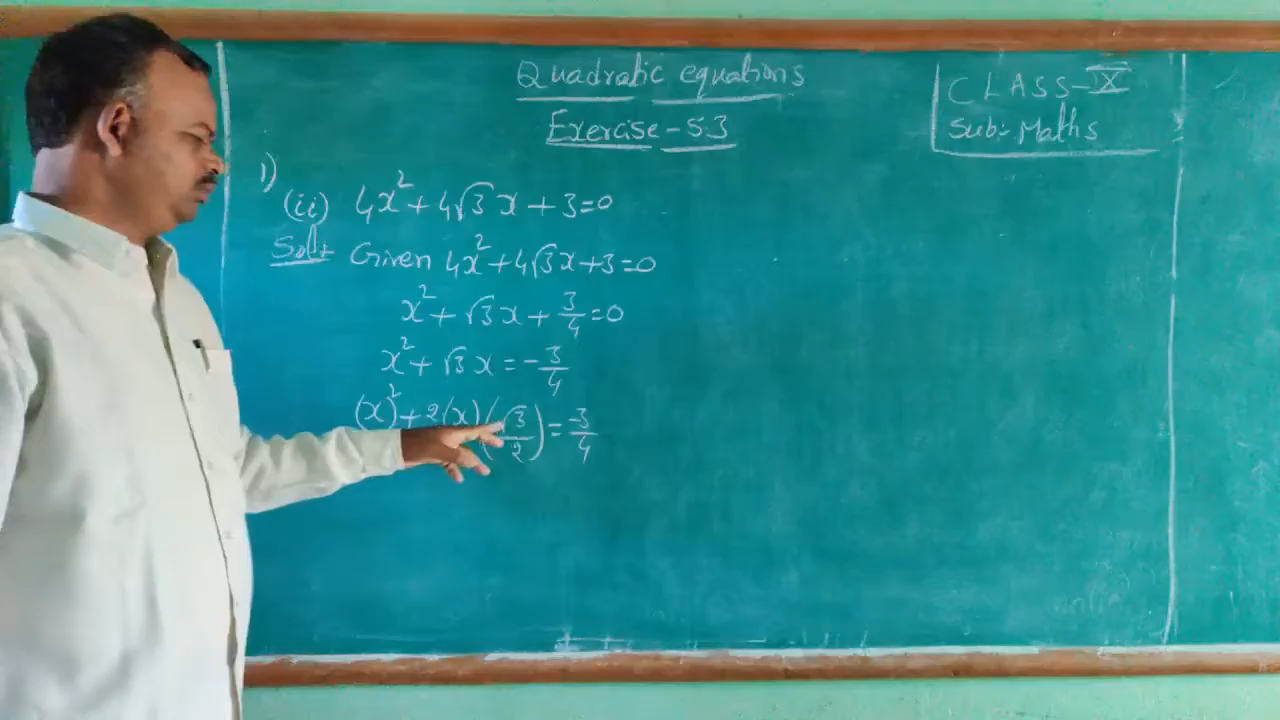 Quadratic equations
Exercise - 5.3
CLASS - X
Sub:- Maths
1)
(ii) 4x² + 4√3 x + 3 = 0
Sol:- Given 4x² + 4√3x + 3 = 0
x² + √3x + 3/4 = 0
x² + √3 x = -3/4
(x)² + 2(x)(√3/2) = -3/4